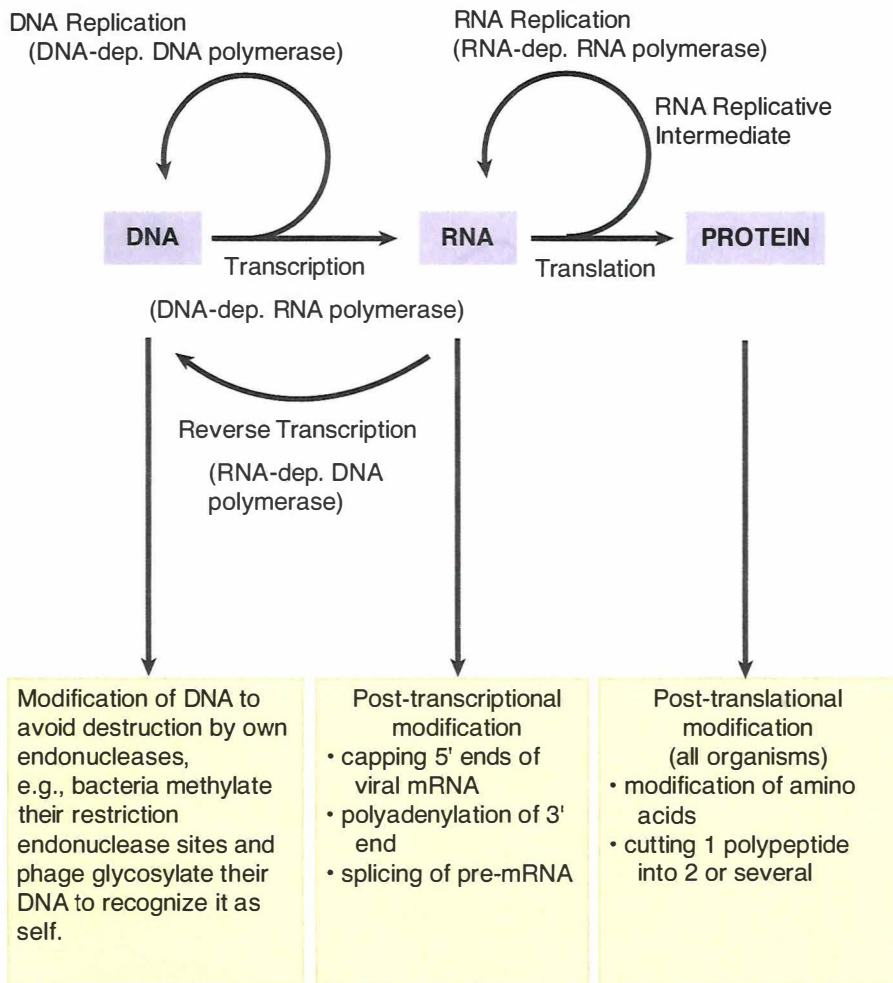 DNA Replication
(DNA-dep. DNA polymerase)
RNA Replication
(RNA-dep. RNA polymerase)
RNA Replicative
Intermediate
DNA
RNA
PROTEIN
Transcription
Translation
(DNA-dep. RNA polymerase)
Reverse Transcription
(RNA-dep. DNA
polymerase)
Modification of DNA to
avoid destruction by own
endonucleases,
e.g., bacteria methylate
their restriction
endonuclease sites and
phage glycosylate their
DNA to recognize it as
self.
Post-transcriptional
modification
• capping 5' ends of
viral mRNA
• polyadenylation of 3'
end
• splicing of pre-mRNA
Post-translational
modification
(all organisms)
• modification of amino
acids
• cutting 1 polypeptide
into 2 or several